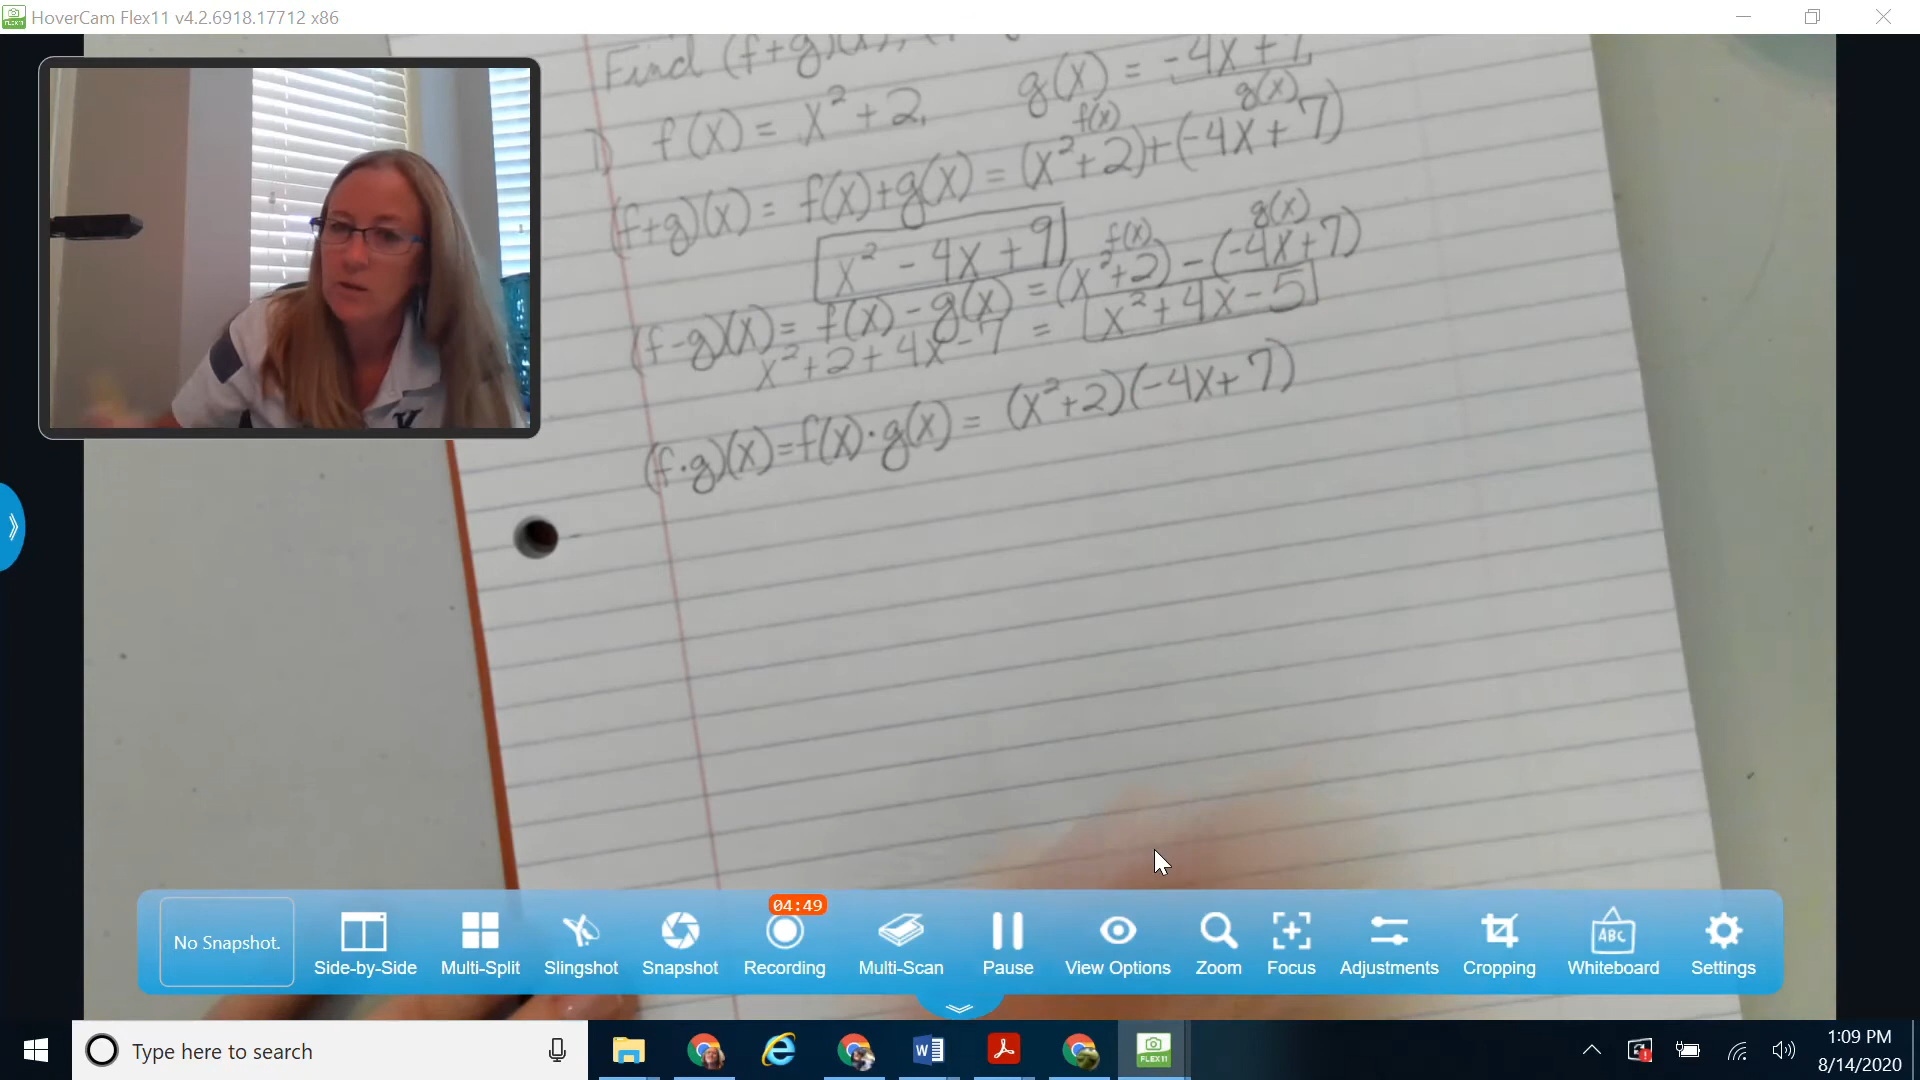 HoverCam Flex11 v4.2.6918.17712 x86
Find (f+g)(x), (
1) f(x) = x² + 2, g(x) = -4x + 7
f(x) g(x)
(f+g)(x) = f(x)+g(x) = (x²+2)+(-4x+7)
x² - 4x + 9
f(x) g(x)
(f-g)(x) = f(x) - g(x) = (x²+2) - (-4x+7)
x²+2+4x-7 = x²+4x-5
(f·g)(x)=f(x)·g(x) = (x²+2)(-4x+7)
04:49
No Snapshot. Side-by-Side Multi-Split Slingshot Snapshot Recording Multi-Scan Pause View Options Zoom Focus Adjustments Cropping ABC Whiteboard Settings
Type here to search
FLEX11
1:09 PM
8/14/2020